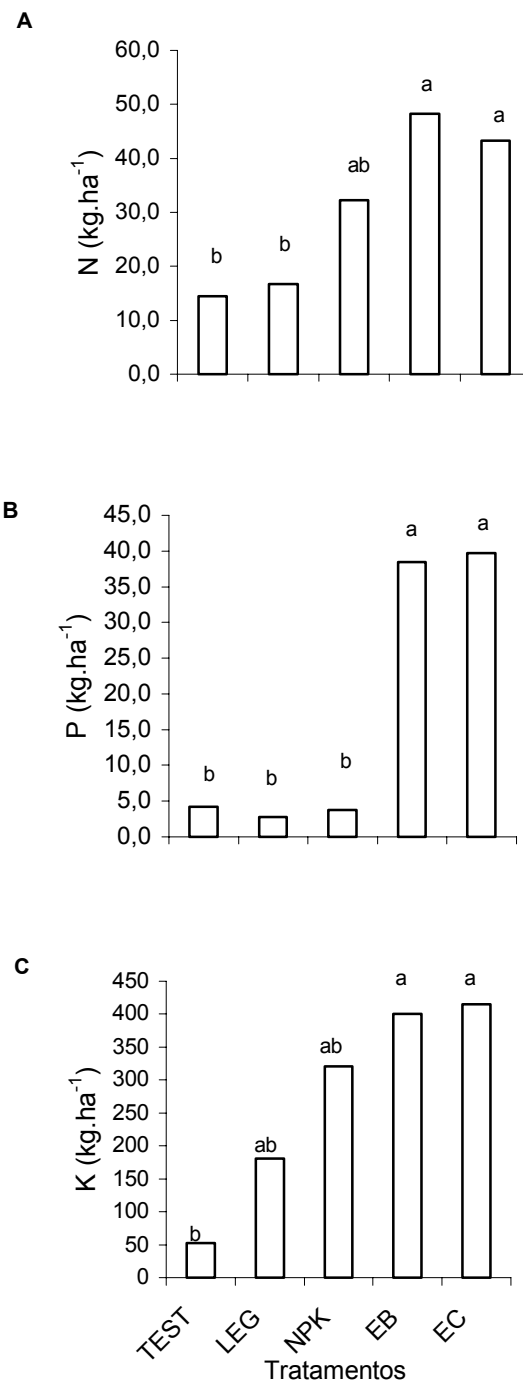 A
60,0
50,0
40,0
30,0
20,0
10,0
0,0
N (kg.ha-1)
b
b
ab
a
a
B
45,0
40,0
35,0
30,0
25,0
20,0
15,0
10,0
5,0
0,0
P (kg.ha-1)
b
b
b
a
a
C
450
400
350
300
250
200
150
100
50
0
K (kg.ha-1)
b
ab
ab
a
a
TEST
LEG
NPK
EB
EC
Tratamentos